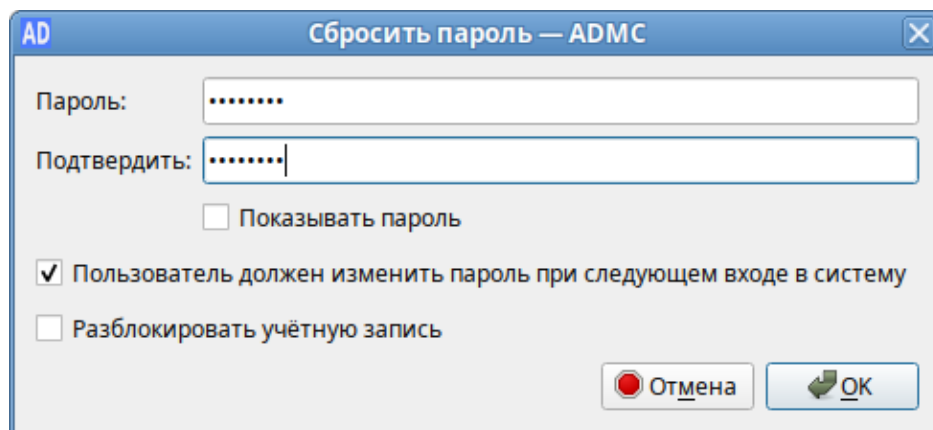 AD Сбросить пароль — ADMC
Пароль: ••••••••
Подтвердить: ••••••••
Показывать пароль
Пользователь должен изменить пароль при следующем входе в систему
Разблокировать учётную запись
Отмена OK